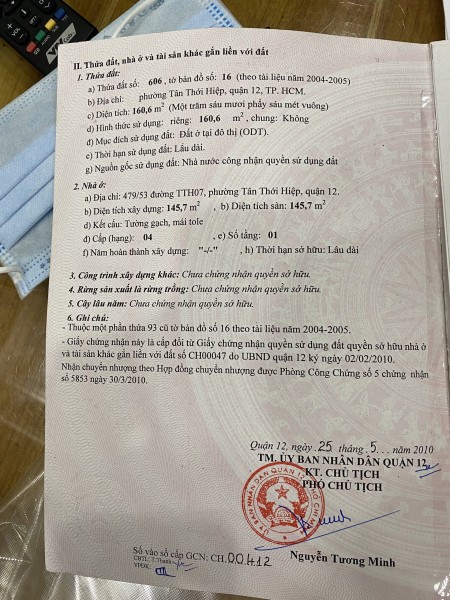 II. Thửa đất, nhà ở và tài sản khác gắn liền với đất
1. Thửa đất:
a) Thửa đất số: 606, tờ bản đồ số: 16 (theo tài liệu năm 2004-2005)
b) Địa chỉ: phường Tân Thới Hiệp, quận 12, TP. HCM.
c) Diện tích: 160,6 m² (Một trăm sáu mươi phẩy sáu mét vuông)
d) Hình thức sử dụng: riêng: 160,6 m², chung: Không
đ) Mục đích sử dụng đất: Đất ở tại đô thị (ODT).
e) Thời hạn sử dụng đất: Lâu dài.
g) Nguồn gốc sử dụng đất: Nhà nước công nhận quyền sử dụng đất
2. Nhà ở:
a) Địa chỉ: 479/53 đường TTH07, phường Tân Thới Hiệp, quận 12.
b) Diện tích xây dựng: 145,7 m², b) Diện tích sàn: 145,7 m²
d) Kết cấu: Tường gạch, mái tole
đ) Cấp (hạng): 04 , e) Số tầng: 01
f) Năm hoàn thành xây dựng: "-/-" , h) Thời hạn sở hữu: Lâu dài
3. Công trình xây dựng khác: Chưa chứng nhận quyền sở hữu.
4. Rừng sản xuất là rừng trồng: Chưa chứng nhận quyền sở hữu.
5. Cây lâu năm: Chưa chứng nhận quyền sở hữu.
6. Ghi chú:
- Thuộc một phần thửa 93 cũ tờ bản đồ số 16 theo tài liệu năm 2004-2005.
- Giấy chứng nhận này là cấp đổi từ Giấy chứng nhận quyền sử dụng đất quyền sở hữu nhà ở
và tài sản khác gắn liền với đất số CH00047 do UBND quận 12 ký ngày 02/02/2010.
Nhận chuyển nhượng theo Hợp đồng chuyển nhượng được Phòng Công Chứng số 5 chứng nhận
số 5853 ngày 30/3/2010.
Quận 12, ngày 25 tháng 5 ... năm 2010
TM. ỦY BAN NHÂN DÂN QUẬN 12
KT. CHỦ TỊCH
PHÓ CHỦ TỊCH
ỦY BAN NHÂN DÂN QUẬN 12
Nguyễn Tương Minh
Số vào sổ cấp GCN: CH.00412
CBTL: T.Thanh
VPĐK: